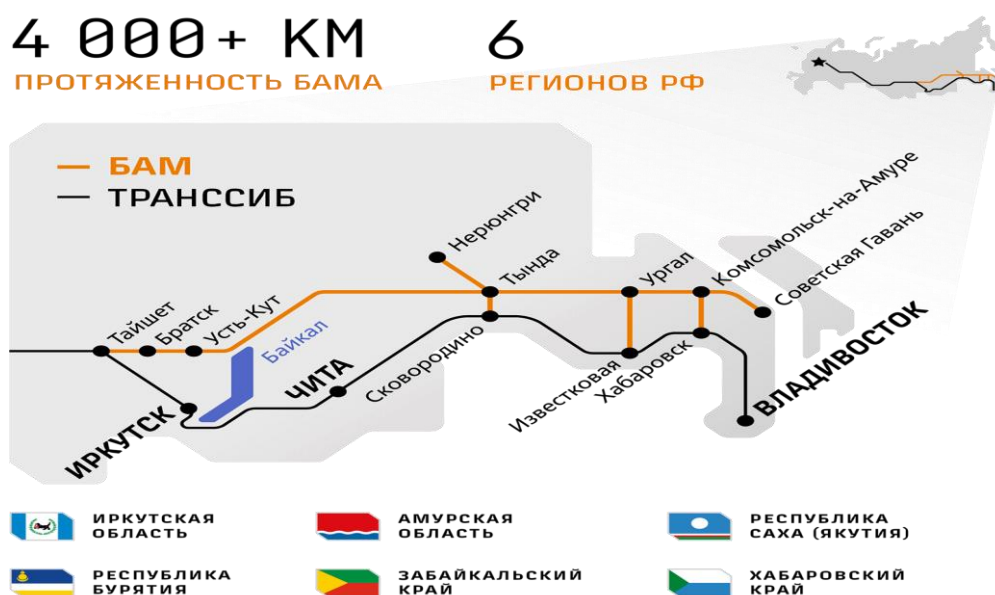 4 000+ КМ
ПРОТЯЖЕННОСТЬ БАМА
6
РЕГИОНОВ РФ
БАМ
ТРАНССИБ
Нерюнгри
Тында
Ургал
Комсомольск-на-Амуре
Советская Гавань
Тайшет
Братск
Усть-Кут
Байкал
ИРКУТСК
ЧИТА
Сковородино
Известковая
Хабаровск
ВЛАДИВОСТОК
ИРКУТСКАЯ
ОБЛАСТЬ
АМУРСКАЯ
ОБЛАСТЬ
РЕСПУБЛИКА
САХА (ЯКУТИЯ)
РЕСПУБЛИКА
БУРЯТИЯ
ЗАБАЙКАЛЬСКИЙ
КРАЙ
ХАБАРОВСКИЙ
КРАЙ